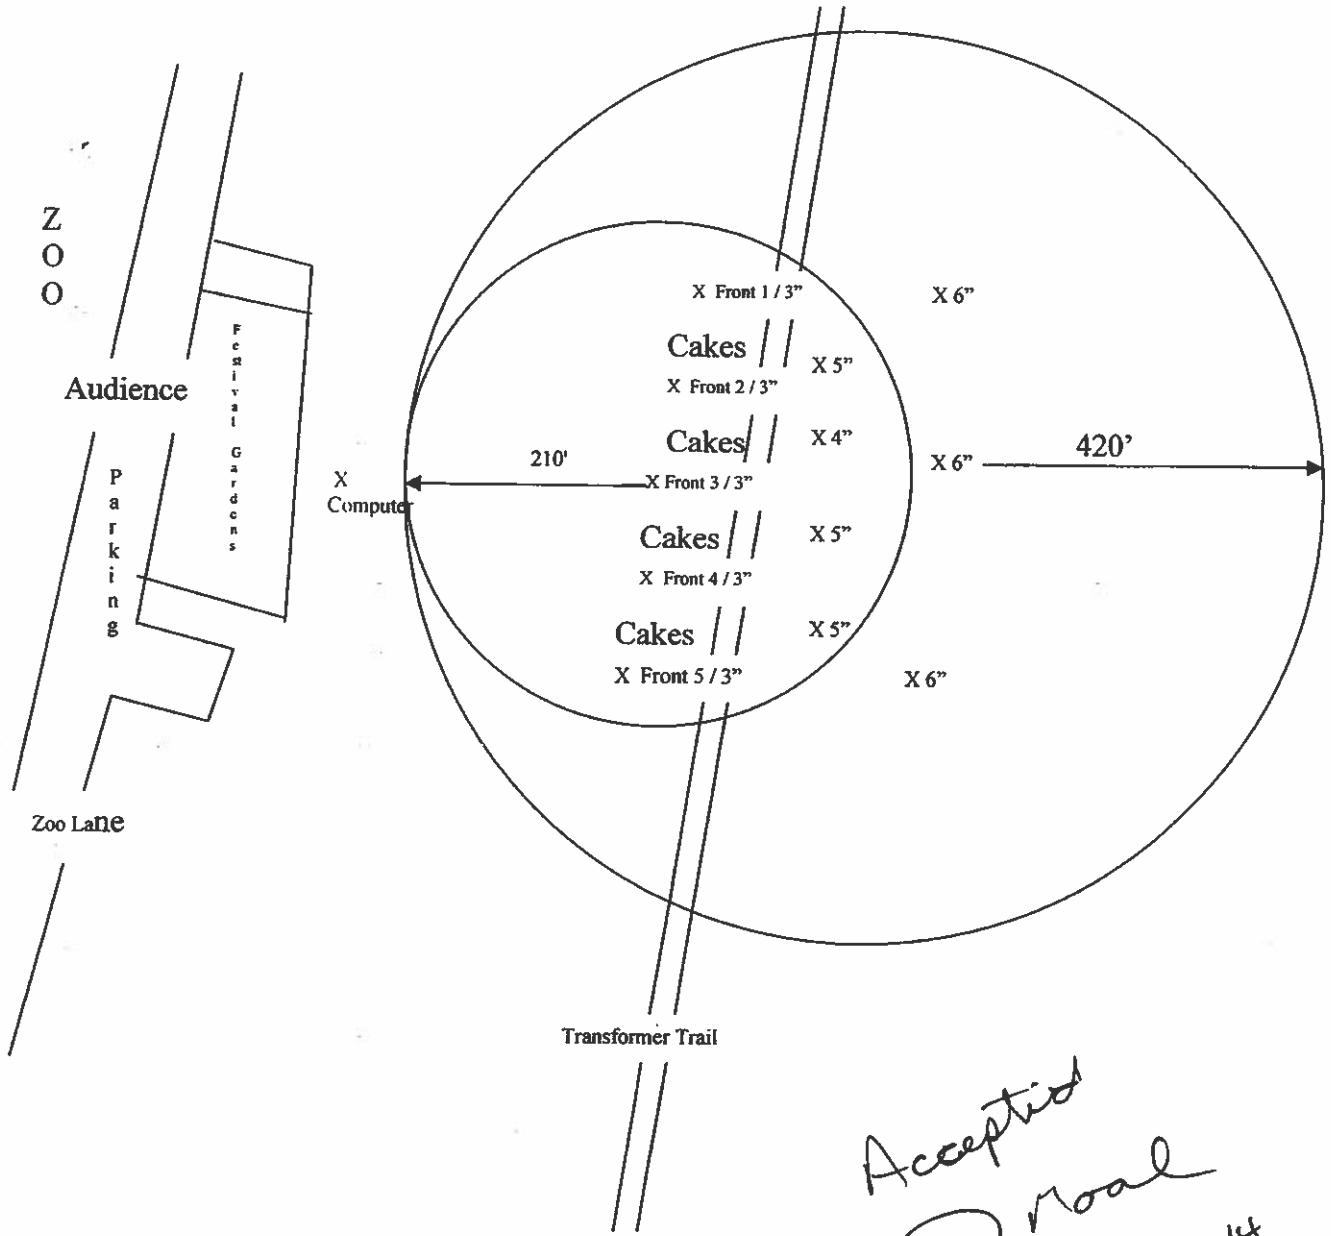 ZOO
Audience
Parking
Festival Gardens
X
Computer
210'
X Front 1 / 3"
Cakes
X Front 2 / 3"
Cakes
X Front 3 / 3"
Cakes
X Front 4 / 3"
Cakes
X Front 5 / 3"
X 5"
X 4"
X 5"
X 5"
X 6"
X 6"
X 6"
420'
Zoo Lane
Transformer Trail